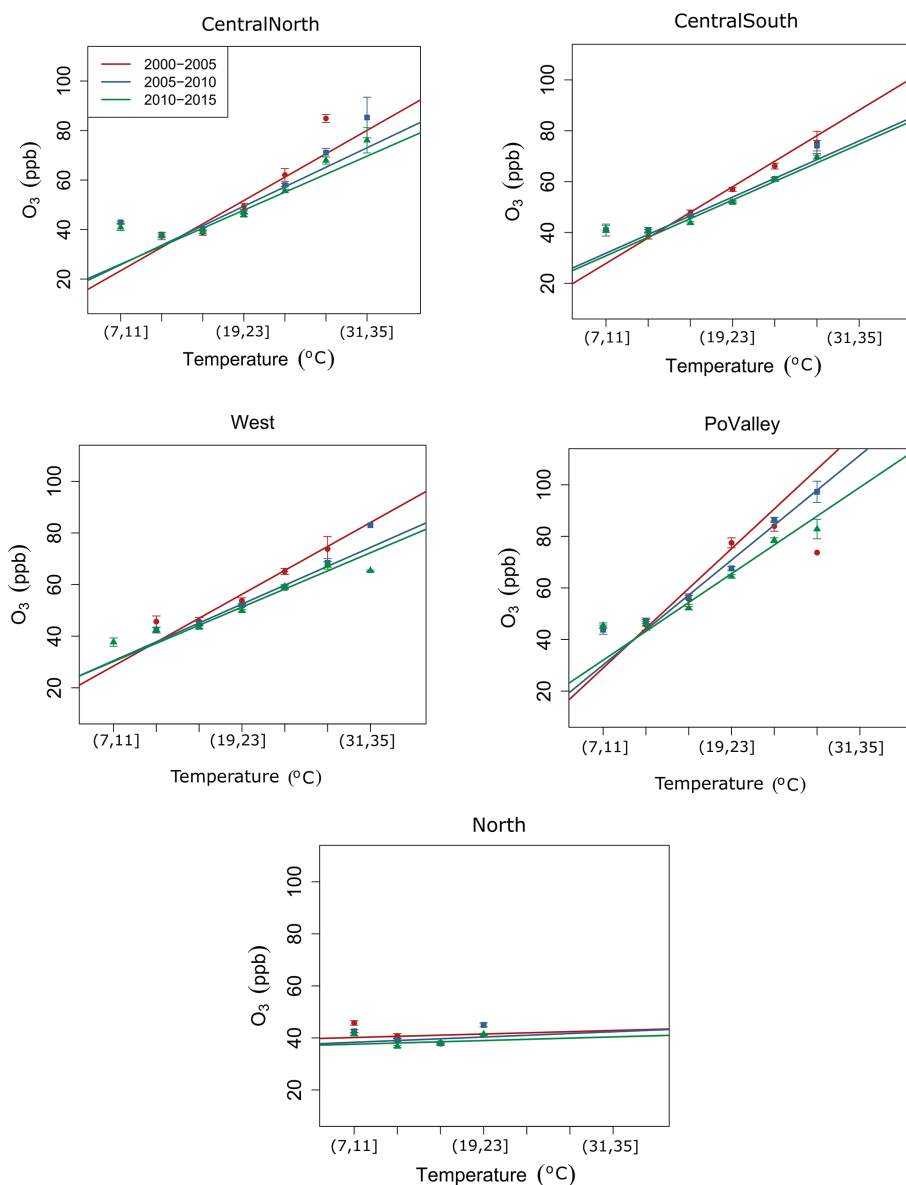 CentralNorth
2000−2005
2005−2010
2010−2015
O₃ (ppb)
100
80
60
40
20
(7,11]
(19,23]
(31,35]
Temperature (°C)
CentralSouth
O₃ (ppb)
100
80
60
40
20
(7,11]
(19,23]
(31,35]
Temperature (°C)
West
O₃ (ppb)
100
80
60
40
20
(7,11]
(19,23]
(31,35]
Temperature (°C)
PoValley
O₃ (ppb)
100
80
60
40
20
(7,11]
(19,23]
(31,35]
Temperature (°C)
North
O₃ (ppb)
100
80
60
40
20
(7,11]
(19,23]
(31,35]
Temperature (°C)